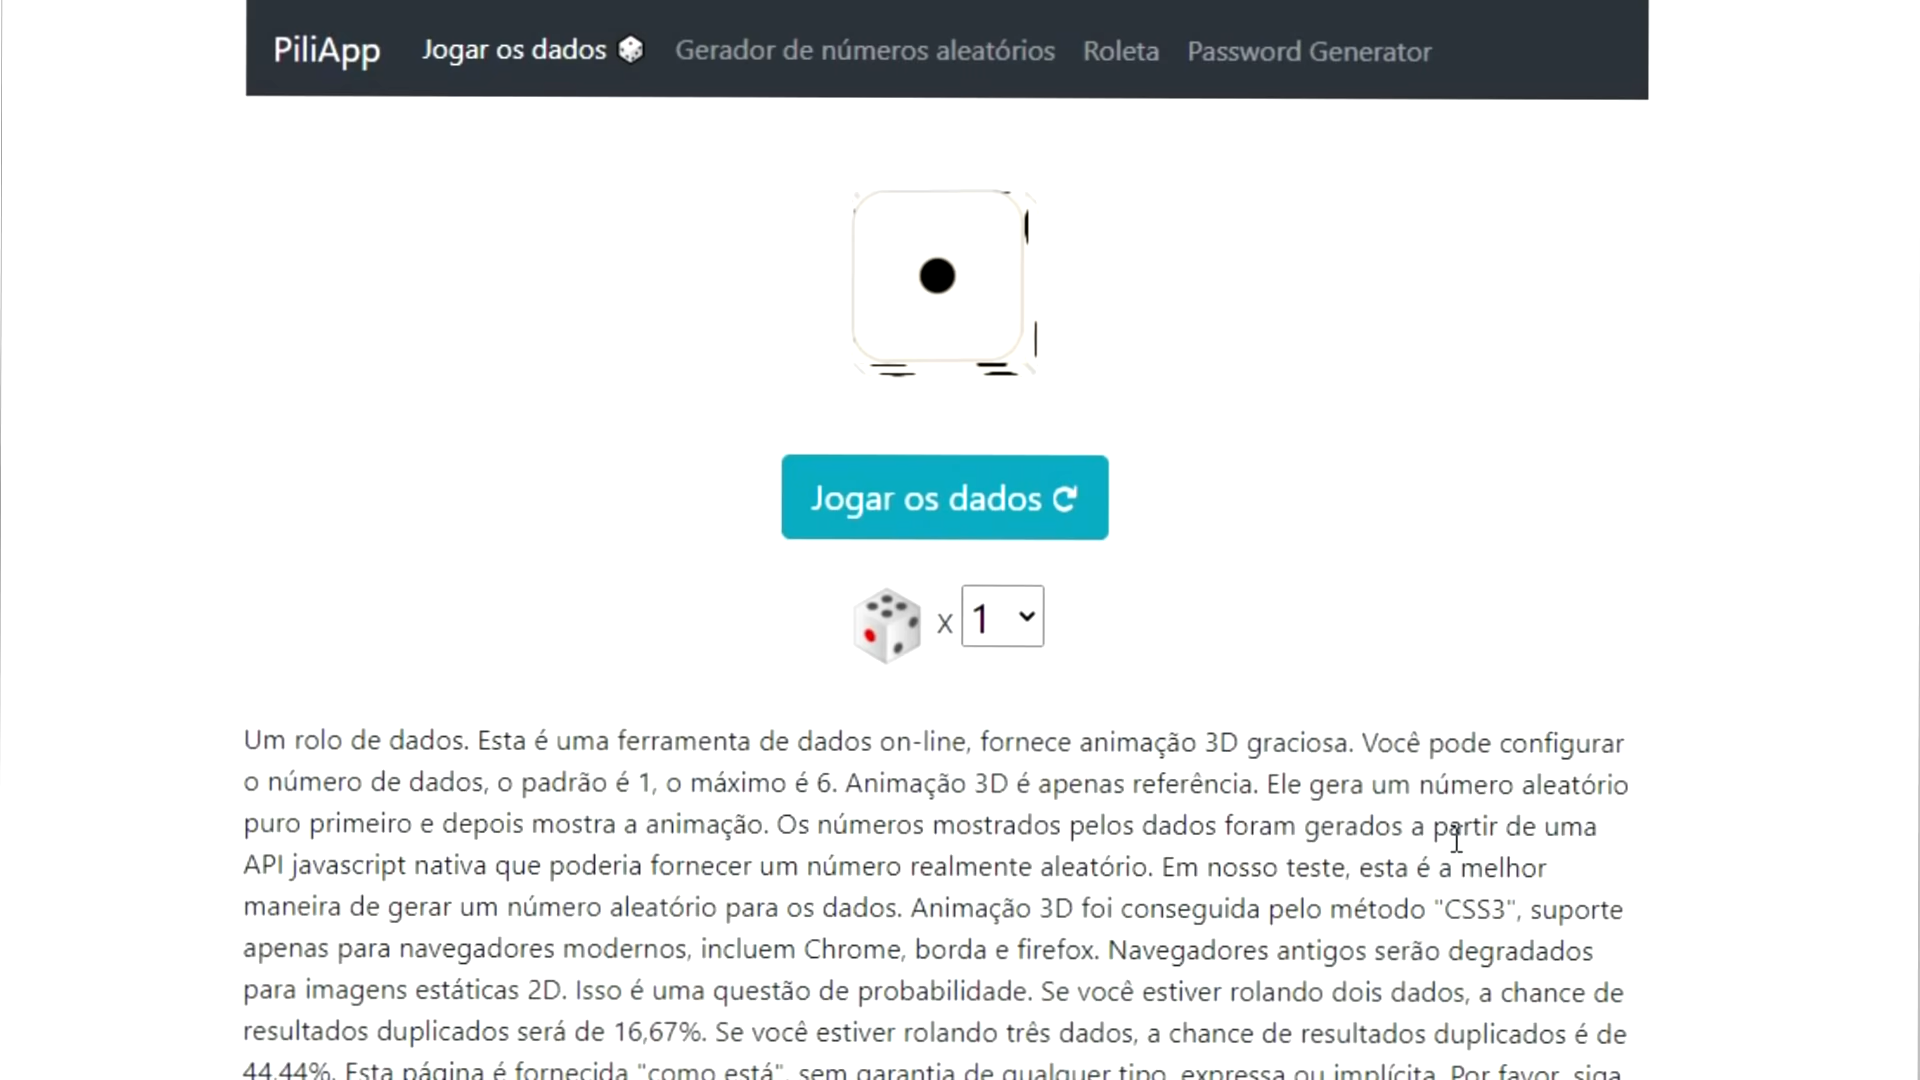 PiliApp Jogar os dados Gerador de números aleatórios Roleta Password Generator
Jogar os dados
x 1
Um rolo de dados. Esta é uma ferramenta de dados on-line, fornece animação 3D graciosa. Você pode configurar
o número de dados, o padrão é 1, o máximo é 6. Animação 3D é apenas referência. Ele gera um número aleatório
puro primeiro e depois mostra a animação. Os números mostrados pelos dados foram gerados a partir de uma
API javascript nativa que poderia fornecer um número realmente aleatório. Em nosso teste, esta é a melhor
maneira de gerar um número aleatório para os dados. Animação 3D foi conseguida pelo método "CSS3", suporte
apenas para navegadores modernos, incluem Chrome, borda e firefox. Navegadores antigos serão degradados
para imagens estáticas 2D. Isso é uma questão de probabilidade. Se você estiver rolando dois dados, a chance de
resultados duplicados será de 16,67%. Se você estiver rolando três dados, a chance de resultados duplicados é de
44,44%. Esta página é fornecida "como está", sem garantia de qualquer tipo, expressa ou implícita. Por favor, siga